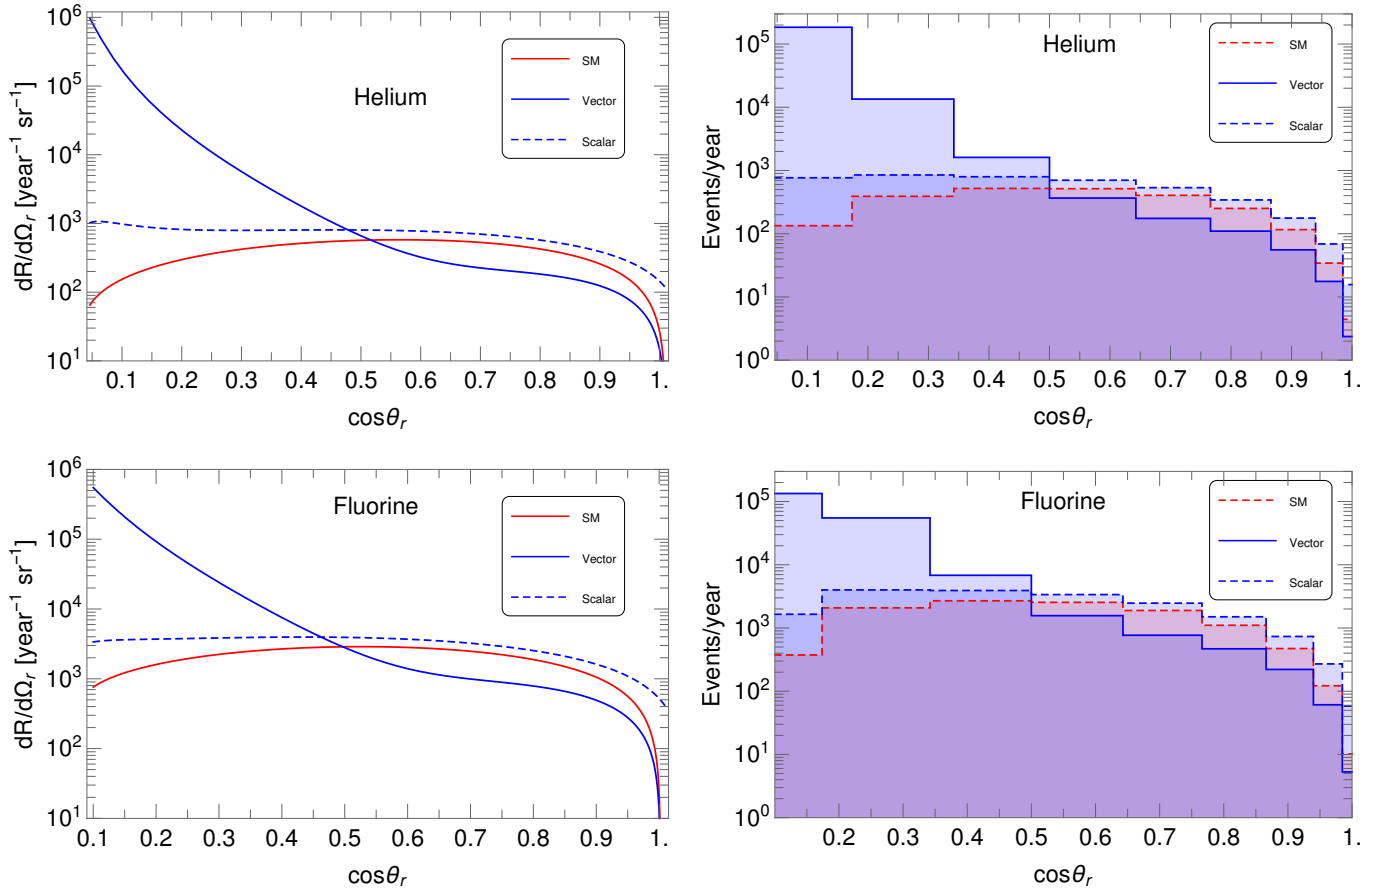 10⁶
10⁵
10⁴
10³
10²
10¹
dR/dΩᵣ [year⁻¹ sr⁻¹]
Helium
SM
Vector
Scalar
0.1 0.2 0.3 0.4 0.5 0.6 0.7 0.8 0.9 1.
cosθᵣ
10⁵
10⁴
10³
10²
10¹
10⁰
Events/year
Helium
SM
Vector
Scalar
0.1 0.2 0.3 0.4 0.5 0.6 0.7 0.8 0.9 1.
cosθᵣ
10⁶
10⁵
10⁴
10³
10²
10¹
dR/dΩᵣ [year⁻¹ sr⁻¹]
Fluorine
SM
Vector
Scalar
0.1 0.2 0.3 0.4 0.5 0.6 0.7 0.8 0.9 1.
cosθᵣ
10⁵
10⁴
10³
10²
10¹
10⁰
Events/year
Fluorine
SM
Vector
Scalar
0.2 0.3 0.4 0.5 0.6 0.7 0.8 0.9 1.
cosθᵣ